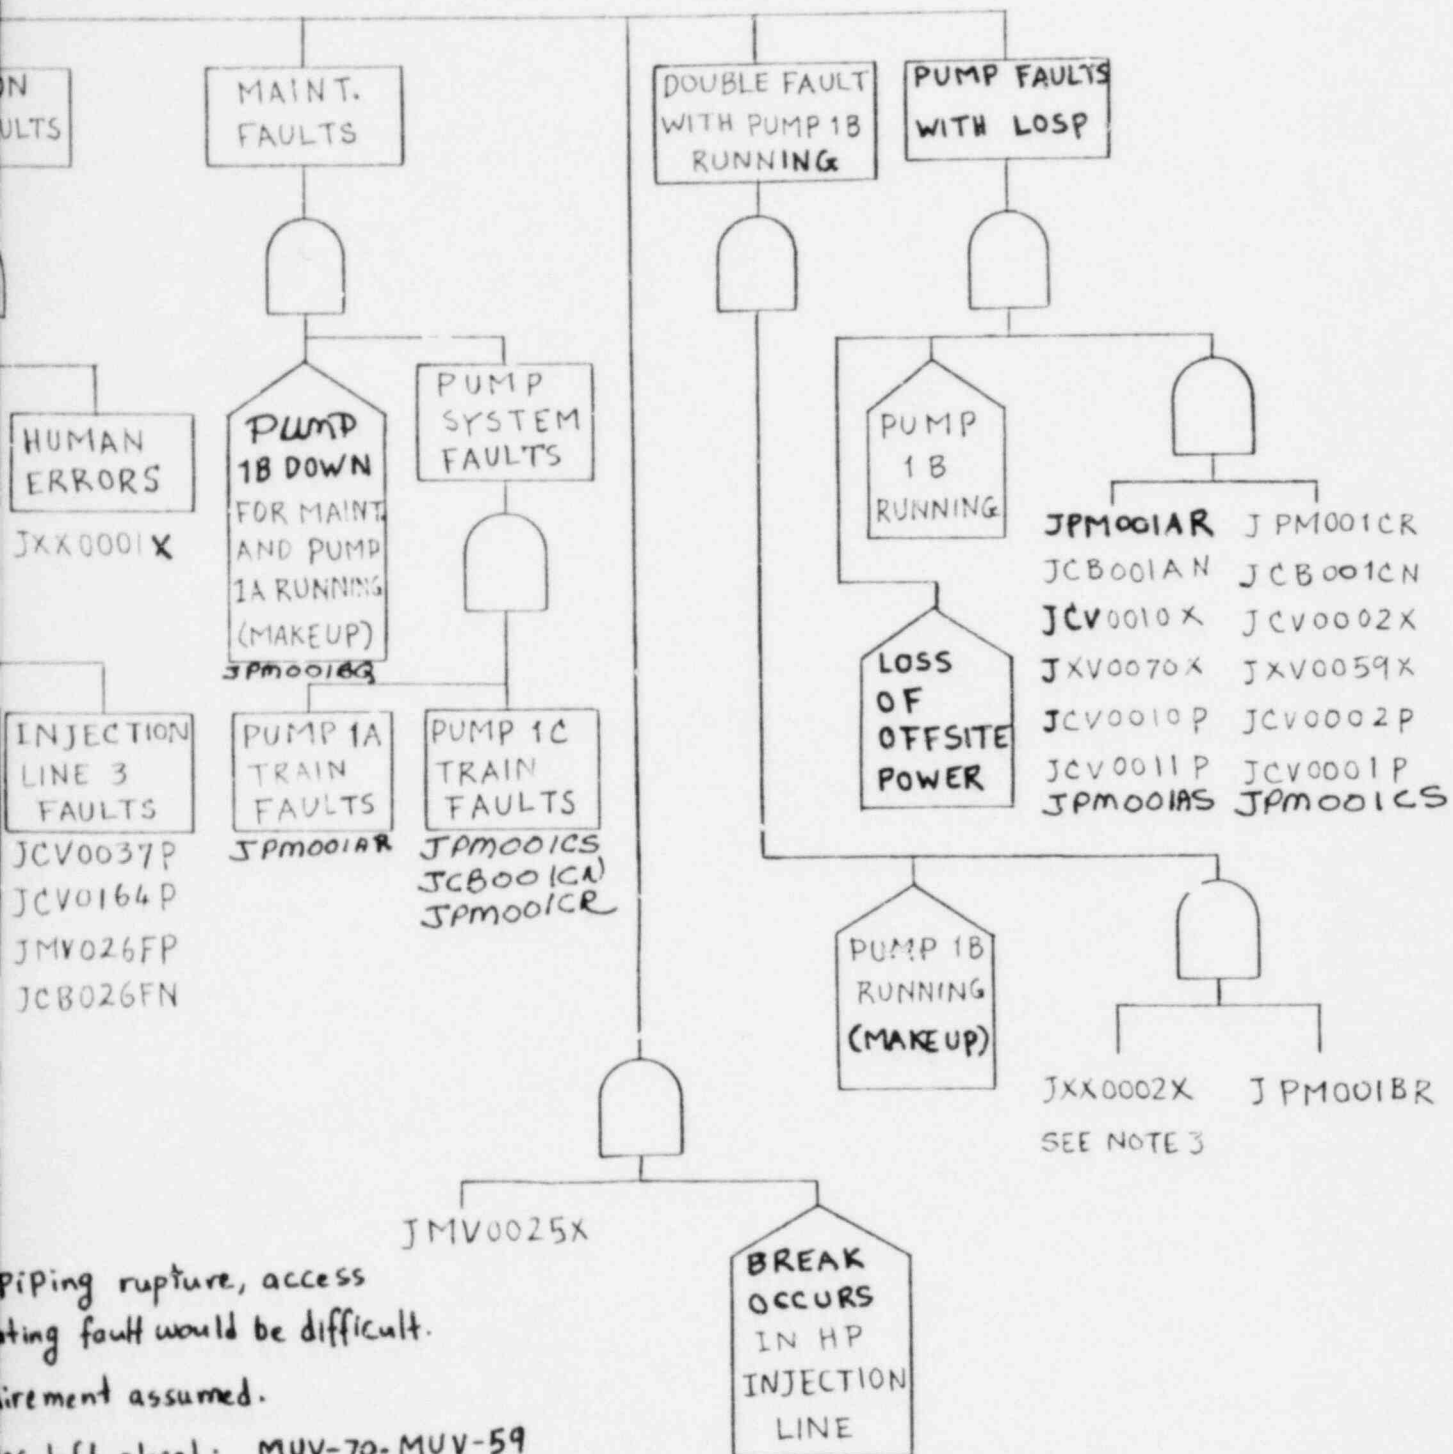 ON
ULTS
MAINT.
FAULTS
DOUBLE FAULT
WITH PUMP 1B
RUNNING
PUMP FAULTS
WITH LOSP
HUMAN
ERRORS
JXX0001X
PUMP
1B DOWN
FOR MAINT.
AND PUMP
1A RUNNING
(MAKEUP)
JPM001BQ
PUMP
SYSTEM
FAULTS
PUMP
1B
RUNNING
LOSS
OF
OFFSITE
POWER
JPM001AR JPM001CR
JCB001AN JCB001CN
JCV0010X JCV0002X
JXV0070X JXV0059X
JCV0010P JCV0002P
JCV0011P JCV0001P
JPM001AS JPM001CS
INJECTION
LINE 3
FAULTS
JCV0037P
JCV0164P
JMV026FP
JCB026FN
PUMP 1A
TRAIN
FAULTS
JPM001AR
PUMP 1C
TRAIN
FAULTS
JPM001CS
JCB001CN
JPM001CR
PUMP 1B
RUNNING
(MAKEUP)
JXX0002X JPM001BR
SEE NOTE 3
JMV0025X
BREAK
OCCURS
IN HP
INJECTION
LINE
piping rupture, access
ting fault would be difficult.
irement assumed.
MUV-70, MUV-59